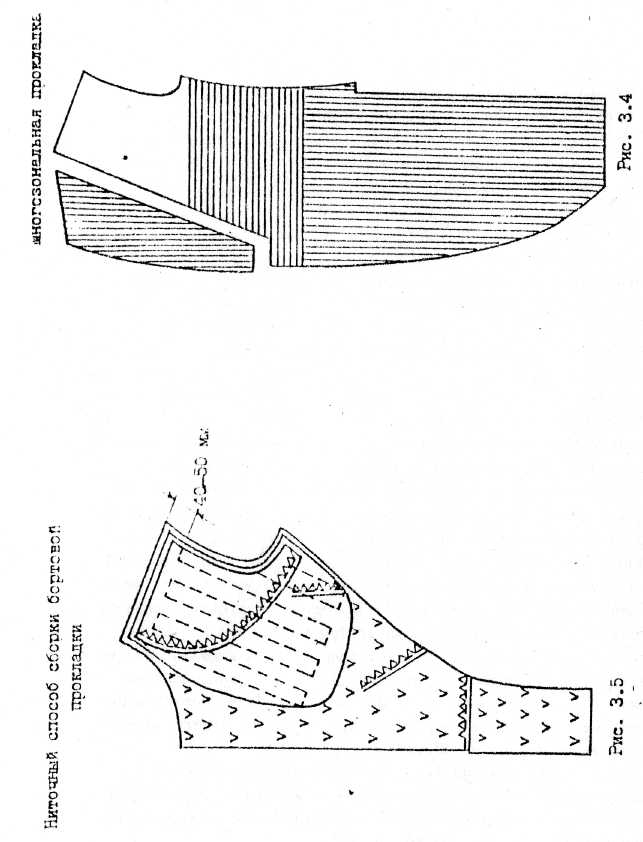 многозональная прокладка
Рис. 3.4
Ниточный способ сборки бортовой
прокладки
40–50 мм
Рис. 3.5